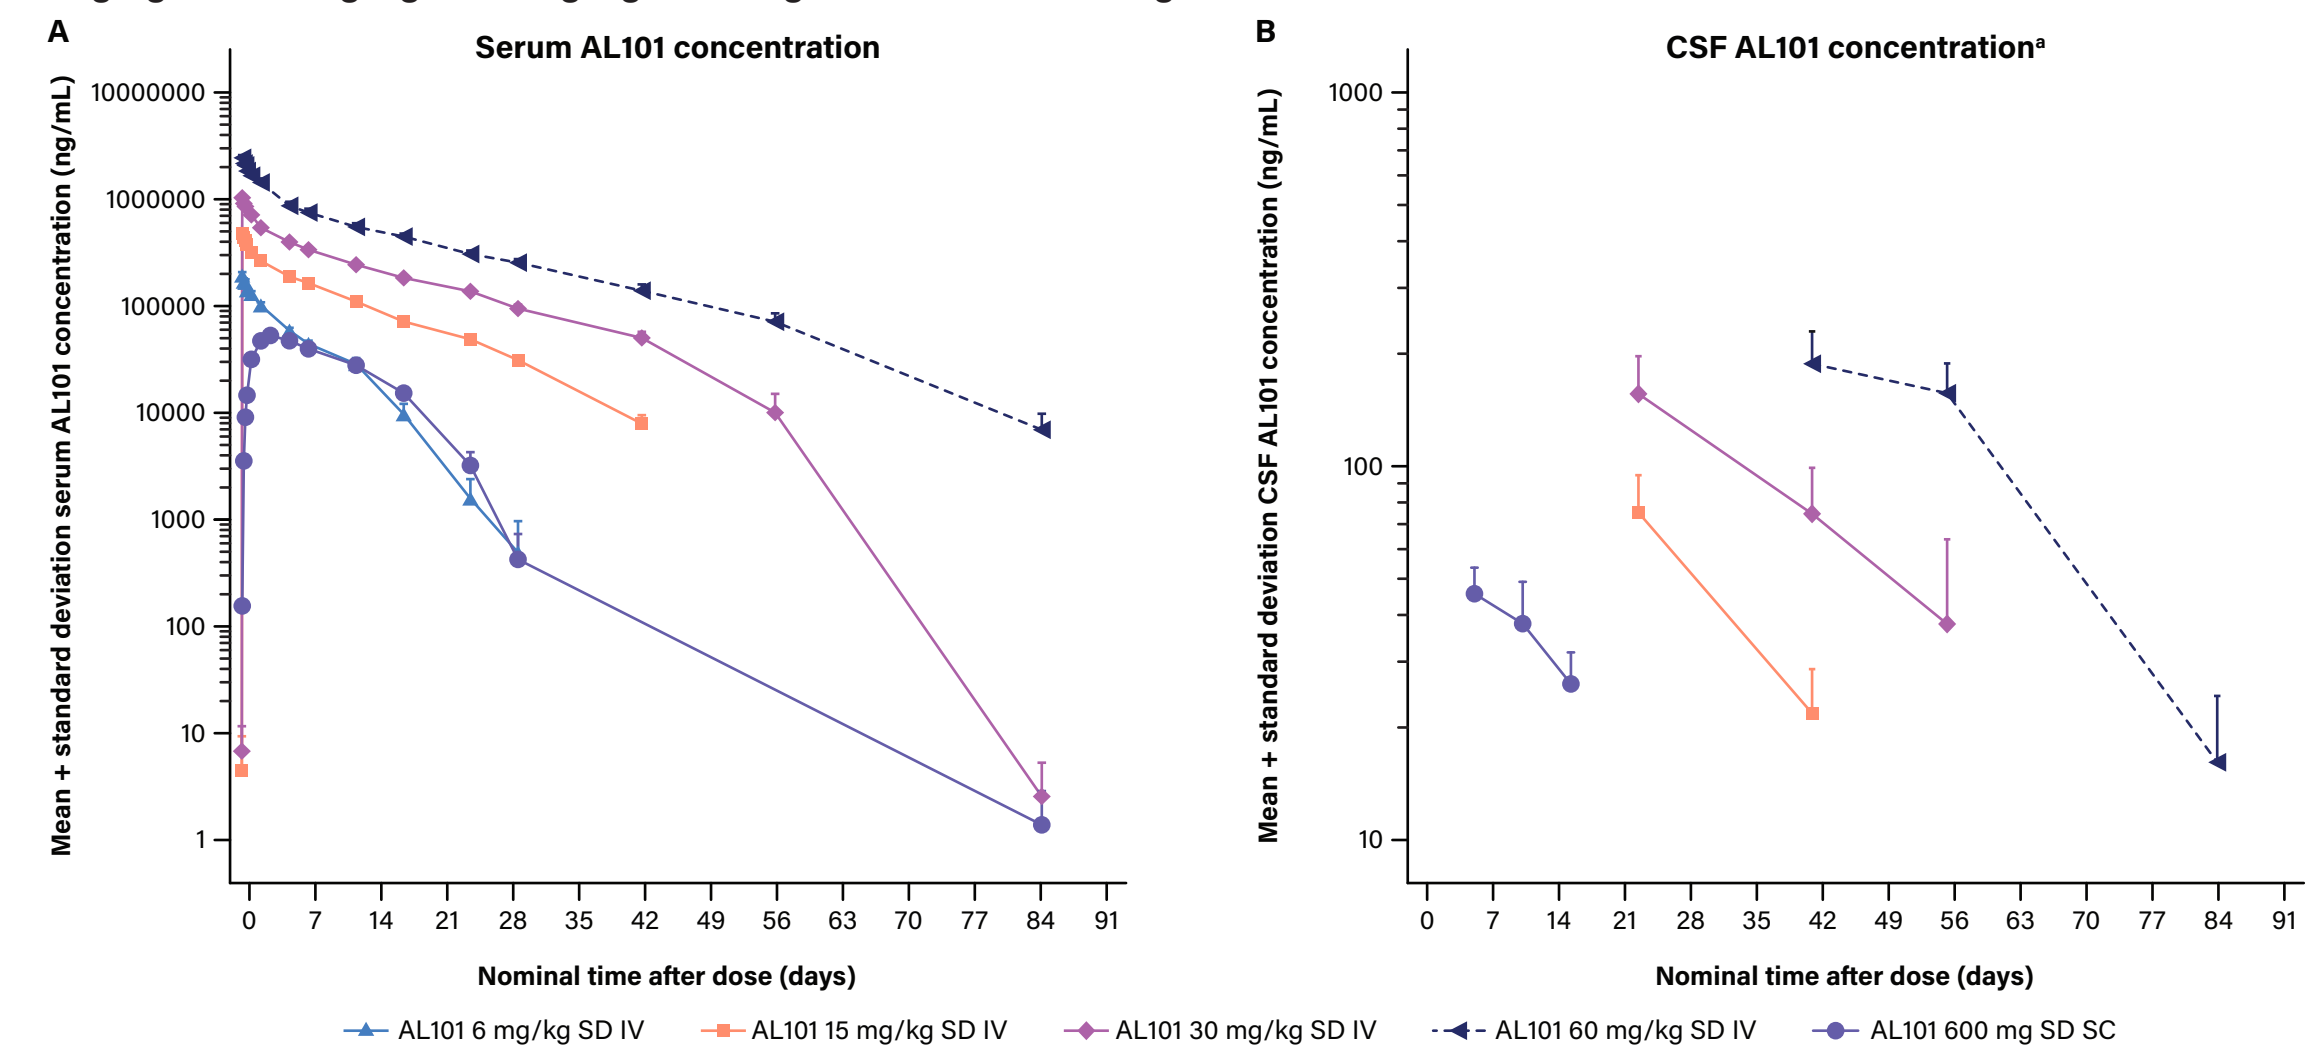 A
Serum AL101 concentration
Mean + standard deviation serum AL101 concentration (ng/mL)
10000000
1000000
100000
10000
1000
100
10
1
0 7 14 21 28 35 42 49 56 63 70 77 84 91
Nominal time after dose (days)
B
CSF AL101 concentrationᵃ
Mean + standard deviation CSF AL101 concentration (ng/mL)
1000
100
10
0 7 14 21 28 35 42 49 56 63 70 77 84 91
Nominal time after dose (days)
AL101 6 mg/kg SD IV AL101 15 mg/kg SD IV AL101 30 mg/kg SD IV AL101 60 mg/kg SD IV AL101 600 mg SD SC